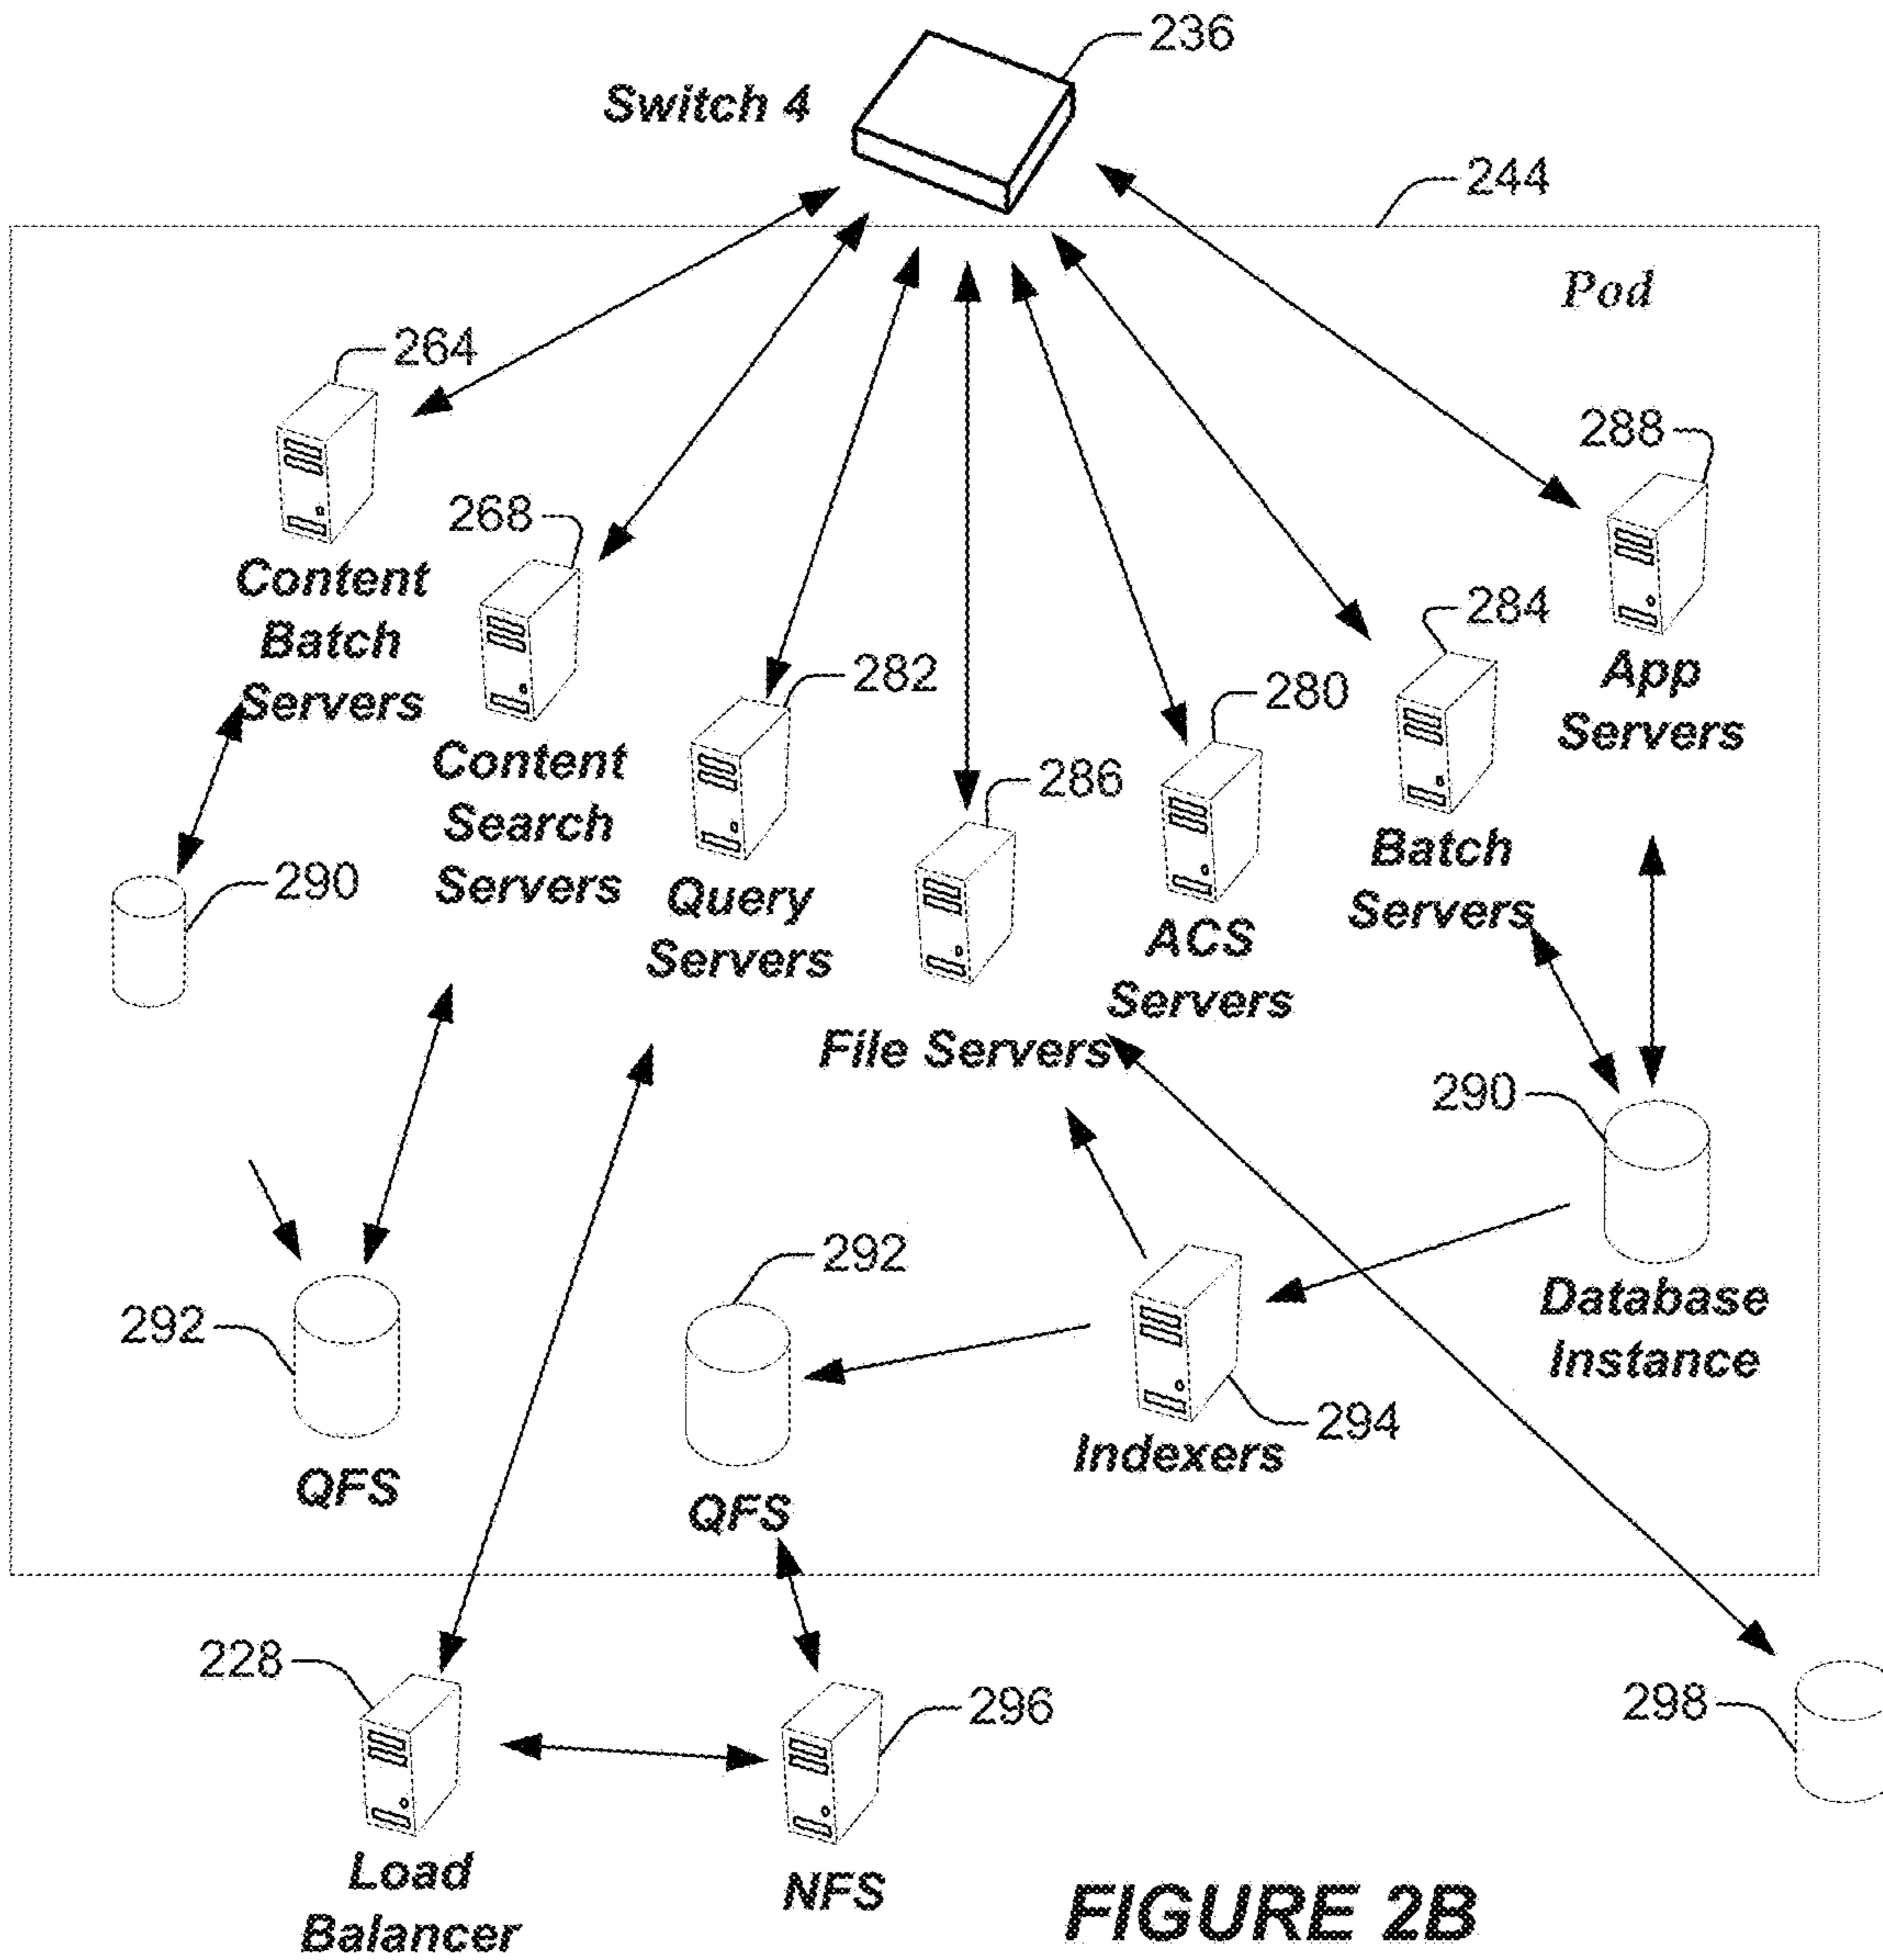 236
Switch 4
244
Pod
264
288
268
Content
Batch
Servers
284
282
280
App
Servers
Content
Search
Servers
286
290
Query
Servers
Batch
Servers
ACS
Servers
File Servers
290
292
292
Database
Instance
294
Indexers
QFS
QFS
228
296
298
Load
Balancer
NFS
FIGURE 2B